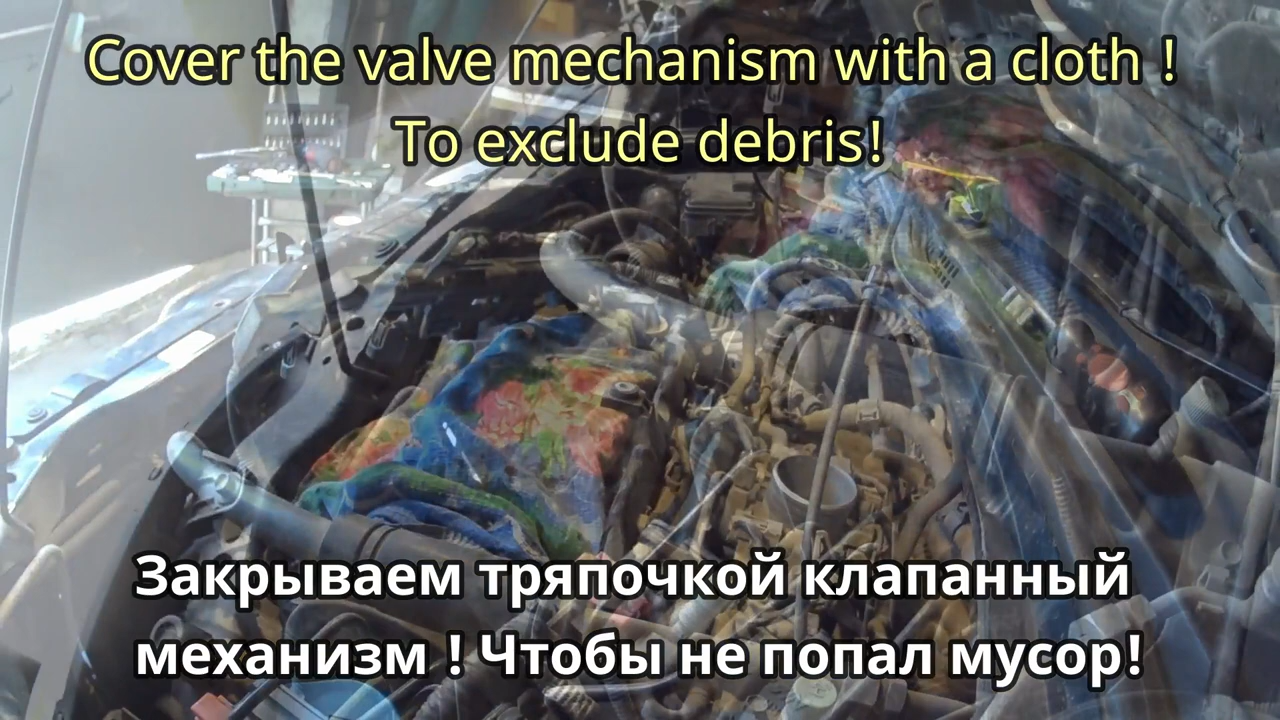 Cover the valve mechanism with a cloth !
To exclude debris!
Закрываем тряпочкой клапанный
механизм ! Чтобы не попал мусор!